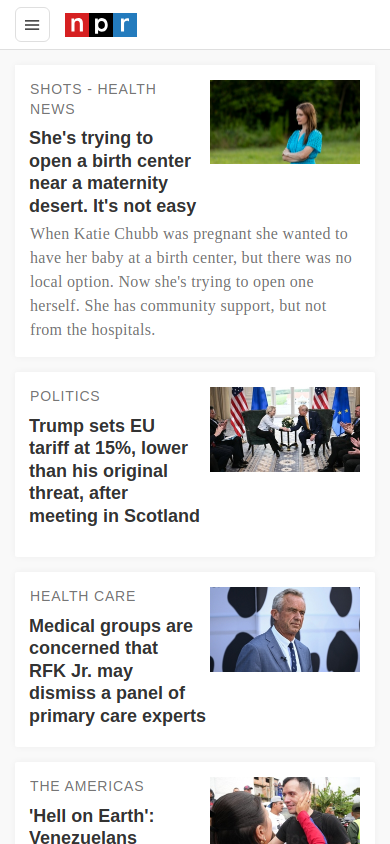 npr
SHOTS - HEALTH
NEWS
She's trying to
open a birth center
near a maternity
desert. It's not easy
When Katie Chubb was pregnant she wanted to
have her baby at a birth center, but there was no
local option. Now she's trying to open one
herself. She has community support, but not
from the hospitals.
POLITICS
Trump sets EU
tariff at 15%, lower
than his original
threat, after
meeting in Scotland
HEALTH CARE
Medical groups are
concerned that
RFK Jr. may
dismiss a panel of
primary care experts
THE AMERICAS
'Hell on Earth':
Venezuelans